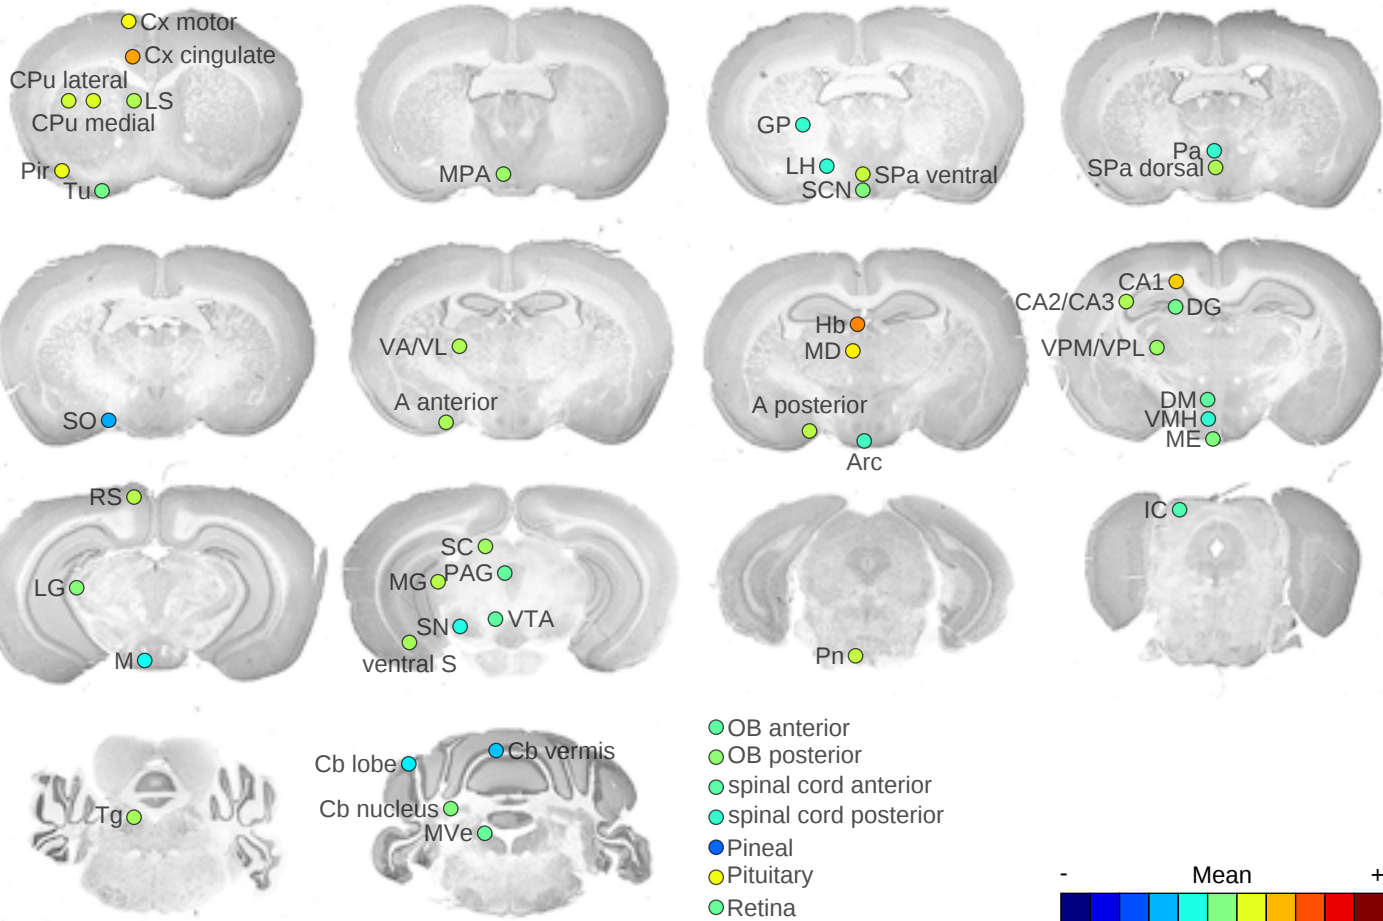 Cx motor
Cx cingulate
CPu lateral
LS
CPu medial
Pir
Tu
MPA
GP
LH
SPa ventral
SCN
Pa
SPa dorsal
SO
VA/VL
A anterior
Hb
MD
A posterior
Arc
CA1
CA2/CA3
DG
VPM/VPL
DM
VMH
ME
RS
LG
M
SC
PAG
MG
SN
VTA
ventral S
Pn
IC
Tg
Cb lobe
Cb vermis
Cb nucleus
MVe
OB anterior
OB posterior
spinal cord anterior
spinal cord posterior
Pineal
Pituitary
Retina
- Mean +